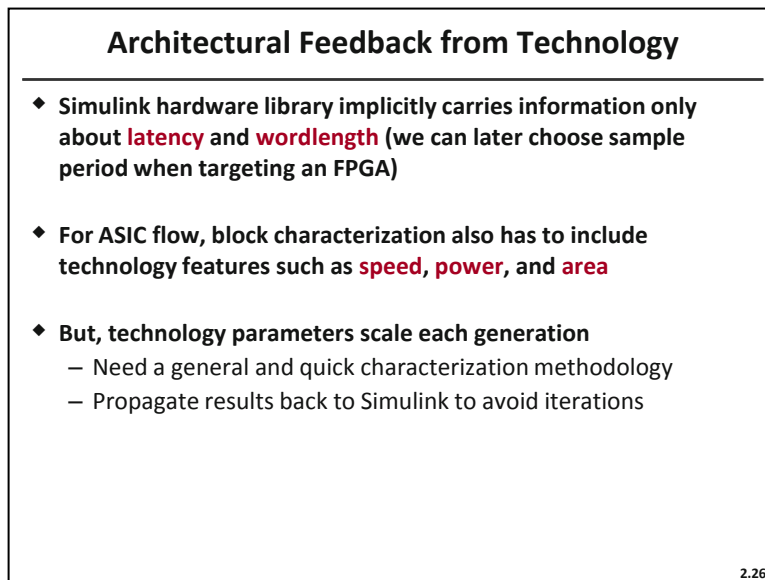 Architectural Feedback from Technology
◆ Simulink hardware library implicitly carries information only
about latency and wordlength (we can later choose sample
period when targeting an FPGA)
◆ For ASIC flow, block characterization also has to include
technology features such as speed, power, and area
◆ But, technology parameters scale each generation
– Need a general and quick characterization methodology
– Propagate results back to Simulink to avoid iterations
2.26